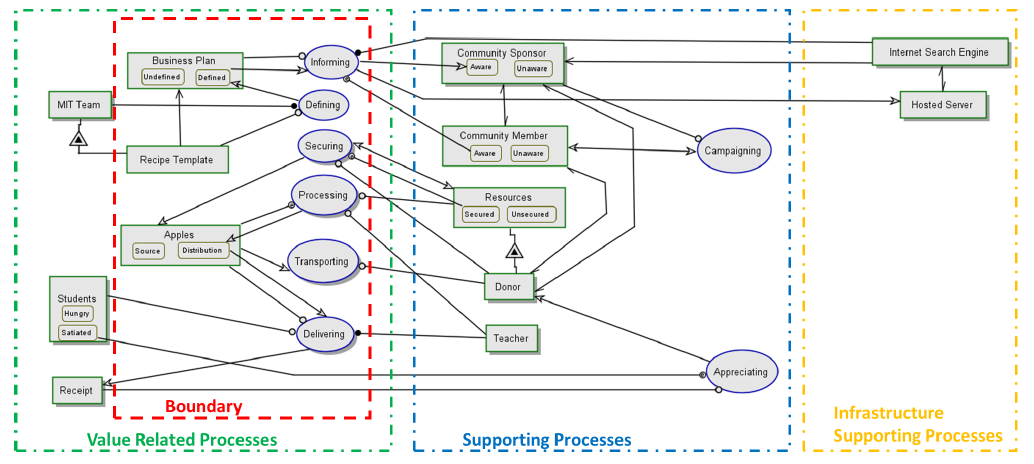 Business Plan
Undefined
Defined
Informing
MIT Team
Defining
Recipe Template
Securing
Processing
Apples
Source
Distribution
Transporting
Students
Hungry
Satiated
Delivering
Receipt
Boundary
Value Related Processes
Community Sponsor
Aware
Unaware
Community Member
Aware
Unaware
Campaigning
Resources
Secured
Unsecured
Donor
Teacher
Appreciating
Supporting Processes
Internet Search Engine
Hosted Server
Infrastructure
Supporting Processes